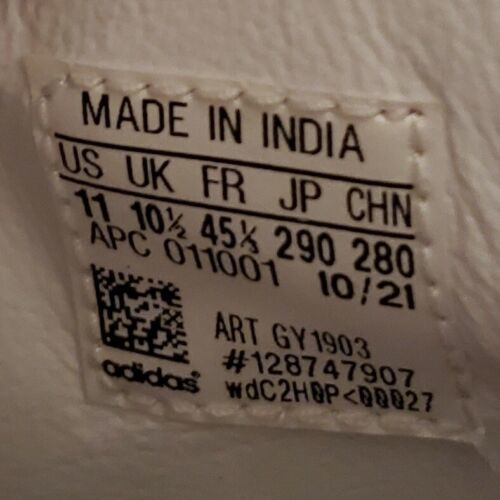 MADE IN INDIA
US UK FR JP CHN
11 10½ 45⅓ 290 280
APC 011001 10/21
ART GY1903
#128747907
adidas wdC2H0P<00027